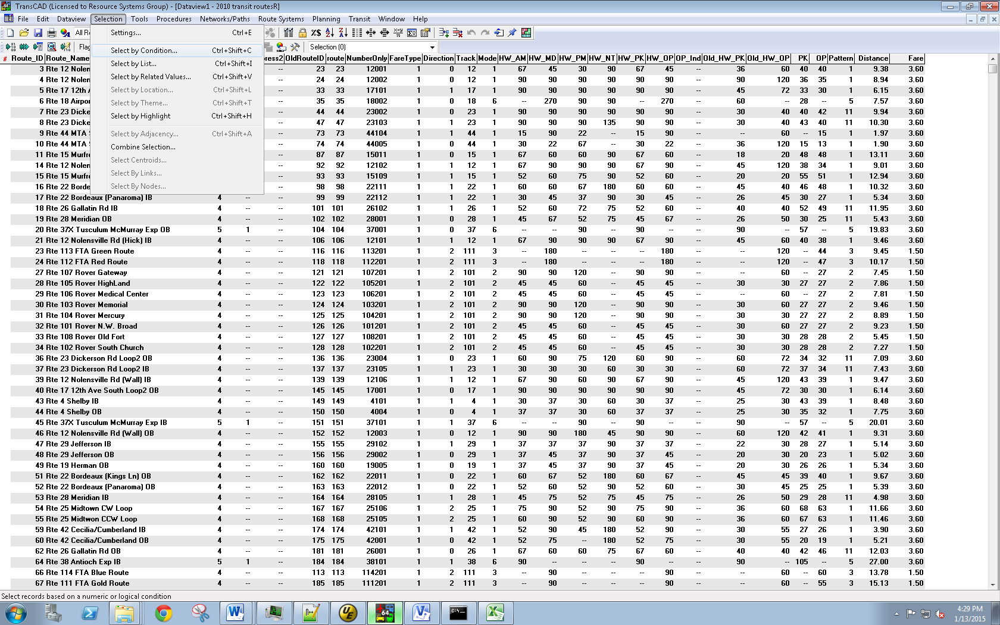 TransCAD (Licensed to Resource Systems Group) - [Dataview1 - 2010 transit routesR]
File Edit Dataview Selection Tools Procedures Networks/Paths Route Systems Planning Transit Window Help
All Re
Settings... Ctrl+E
Flag
Selection (0)
Select by Condition... Ctrl+Shift+C
Select by List... Ctrl+Shift+I
Select by Related Values... Ctrl+Shift+V
Select by Location... Ctrl+Shift+L
Select by Theme... Ctrl+Shift+T
Select by Highlight Ctrl+Shift+H
Select by Adjacency... Ctrl+Shift+A
Combine Selection...
Select Centroids...
Select By Links...
Select By Nodes...
# Route_ID Route_Name press2 OldRouteID route NumberOnly FareType Direction Track Mode HW_AM HW_MD HW_PM HW_NT HW_PK HW_OP OP_Ind Old_HW_PK Old_HW_OP PK OP Pattern Distance Fare
3 Rte 12 Nolen -- 23 23 12001 1 0 12 1 67 45 30 90 67 45 -- 36 60 40 40 1 9.38 3.60
4 Rte 12 Nolen -- 24 24 12002 1 0 12 1 90 90 90 90 90 90 -- 90 120 36 35 1 8.94 3.60
5 Rte 17 12th A -- 33 33 17101 1 1 17 1 90 90 90 90 90 90 -- 45 72 33 30 1 6.15 3.60
6 Rte 18 Airpor -- 35 35 18002 1 0 18 6 -- 270 90 90 -- 270 -- 60 -- 28 -- 5 7.57 3.60
7 Rte 23 Dicke -- 44 44 23002 1 0 23 1 90 90 90 90 90 90 -- 30 40 40 42 11 9.94 3.60
8 Rte 23 Dicke -- 47 47 23103 1 1 23 1 90 90 90 135 90 90 -- 30 40 43 40 11 10.30 3.60
9 Rte 44 MTA S -- 73 73 44104 1 1 44 1 15 90 22 -- 15 90 -- -- 60 -- 15 1 1.97 3.60
10 Rte 44 MTA S -- 74 74 44005 1 0 44 1 30 22 67 -- 30 22 -- 36 120 15 13 1 1.90 3.60
11 Rte 15 Murfr -- 87 87 15011 1 0 15 1 67 45 60 60 67 45 -- 18 20 48 48 1 13.11 3.60
14 Rte 12 Nolen -- 92 92 12102 1 1 12 1 67 90 90 90 67 90 -- 45 120 38 34 1 9.01 3.60
15 Rte 15 Murfre -- 93 93 15109 1 1 15 1 52 60 75 90 52 60 -- 20 20 55 51 1 12.94 3.60
16 Rte 22 Borde -- 98 98 22111 1 1 22 1 60 60 67 180 60 60 -- 45 40 46 48 1 10.32 3.60
17 Rte 22 Bordeaux (Panaroma) IB 4 -- -- 99 99 22112 1 1 22 1 30 45 37 90 30 45 -- 26 45 30 27 1 5.34 3.60
18 Rte 26 Gallatin Rd IB 4 -- -- 101 101 26102 1 1 26 1 52 60 72 75 52 60 -- 40 40 52 49 11 11.95 3.60
19 Rte 28 Meridian OB 4 -- -- 102 102 28001 1 0 28 1 45 67 52 75 45 67 -- 26 50 30 25 11 5.43 3.60
20 Rte 37X Tusculum McMurray Exp OB 5 1 -- 104 104 37001 1 0 37 6 -- -- 90 -- 90 -- -- 90 -- 57 -- 5 19.83 3.60
21 Rte 12 Nolensville Rd (Hick) IB 4 -- -- 106 106 12101 1 1 12 1 67 90 90 90 67 90 -- 45 60 40 38 1 9.46 3.60
23 Rte 113 FTA Green Route 4 -- -- 116 116 113201 1 2 111 3 -- 180 -- -- -- 180 -- -- 120 -- 44 3 9.45 1.50
24 Rte 112 FTA Red Route 4 -- -- 118 118 112201 1 2 111 3 -- 180 -- -- -- 180 -- -- 120 -- 47 3 10.17 1.50
27 Rte 107 Rover Gateway 4 -- -- 121 121 107201 1 2 101 2 90 90 120 -- 90 90 -- -- 60 -- 27 2 7.45 1.50
28 Rte 105 Rover HighLand 4 -- -- 122 122 105201 1 2 101 2 45 45 60 -- 45 45 -- 30 30 27 27 2 7.86 1.50
29 Rte 106 Rover Medical Center 4 -- -- 123 123 106201 1 2 101 2 45 45 60 -- 45 45 -- -- 60 -- 27 2 7.81 1.50
30 Rte 103 Rover Memorial 4 -- -- 124 124 103201 1 2 101 2 90 90 120 -- 90 90 -- 30 60 27 27 2 9.46 1.50
31 Rte 104 Rover Mercury 4 -- -- 125 125 104201 1 2 101 2 90 90 120 -- 90 90 -- 30 30 27 27 2 8.89 1.50
32 Rte 101 Rover N.W. Broad 4 -- -- 126 126 101201 1 2 101 2 45 45 60 -- 45 45 -- 30 60 27 27 2 9.23 1.50
33 Rte 108 Rover Old Fort 4 -- -- 127 127 108201 1 2 101 2 45 45 60 -- 45 45 -- 30 30 28 28 2 5.45 1.50
34 Rte 102 Rover South Church 4 -- -- 128 128 102201 1 2 101 2 45 45 60 -- 45 45 -- 30 30 28 28 2 7.27 1.50
36 Rte 23 Dickerson Rd Loop2 OB 4 -- -- 136 136 23004 1 0 23 1 60 90 75 120 60 90 -- 60 72 34 32 11 7.09 3.60
37 Rte 23 Dickerson Rd Loop2 IB 4 -- -- 137 137 23105 1 1 23 1 30 30 30 60 30 30 -- 60 72 37 34 11 7.43 3.60
39 Rte 12 Nolensville Rd (Wall) IB 4 -- -- 139 139 12106 1 1 12 1 67 90 60 90 67 90 -- 45 120 43 39 1 9.47 3.60
40 Rte 17 12th Ave South Loop2 OB 4 -- -- 145 145 17001 1 0 17 1 90 90 90 90 90 90 -- 45 72 30 30 1 6.14 3.60
43 Rte 4 Shelby IB 4 -- -- 149 149 4101 1 1 4 1 30 37 30 60 30 37 -- 25 30 43 39 1 8.48 3.60
44 Rte 4 Shelby OB 4 -- -- 150 150 4004 1 0 4 1 37 37 30 60 37 37 -- 25 30 35 32 1 7.75 3.60
45 Rte 37X Tusculum McMurray Exp IB 5 1 -- 151 151 37101 1 1 37 6 -- -- 90 -- 90 -- -- 90 -- 57 -- 5 20.01 3.60
46 Rte 12 Nolensville Rd (Wall) OB 4 -- -- 152 152 12003 1 0 12 1 90 90 180 45 90 90 -- 60 120 42 41 1 9.31 3.60
47 Rte 29 Jefferson IB 4 -- -- 155 155 29102 1 1 29 1 37 37 37 90 37 37 -- 22 30 28 27 1 5.14 3.60
48 Rte 29 Jefferson OB 4 -- -- 156 156 29002 1 0 29 1 37 45 37 90 37 45 -- 20 30 20 23 1 5.02 3.60
49 Rte 19 Herman OB 4 -- -- 160 160 19005 1 0 19 1 37 45 37 90 37 45 -- 20 30 26 26 1 5.34 3.60
51 Rte 22 Bordeaux (Kings Ln) OB 4 -- -- 162 162 22011 1 0 22 1 60 67 52 180 60 67 -- 45 45 39 40 1 9.67 3.60
52 Rte 22 Bordeaux (Panaroma) OB 4 -- -- 163 163 22012 1 0 22 1 52 60 52 90 52 60 -- 30 45 25 25 1 5.39 3.60
53 Rte 28 Meridian IB 4 -- -- 164 164 28105 1 1 28 1 45 75 52 75 45 75 -- 26 50 29 28 11 4.98 3.60
54 Rte 25 Midtown CW Loop 4 -- -- 167 167 25106 1 2 25 1 75 90 52 90 75 90 -- 36 60 68 63 1 11.66 3.60
55 Rte 25 Midtwon CCW Loop 4 -- -- 168 168 25105 1 2 25 1 60 90 52 90 60 90 -- 36 60 67 63 1 11.46 3.60
59 Rte 42 Cecilia/Cumberland IB 4 -- -- 174 174 42101 1 1 42 1 52 90 45 180 52 90 -- 30 55 27 26 1 3.90 3.60
60 Rte 42 Cecilia/Cumberland OB 4 -- -- 175 175 42001 1 0 42 1 52 75 -- 180 52 75 -- 30 55 20 19 1 5.21 3.60
62 Rte 26 Gallatin Rd OB 4 -- -- 181 181 26001 1 0 26 1 67 60 60 75 67 60 -- 40 40 42 46 11 12.03 3.60
64 Rte 38 Antioch Exp IB 5 1 -- 184 184 38101 1 1 38 6 90 -- -- -- 90 -- -- 90 -- 105 -- 5 27.00 3.60
66 Rte 114 FTA Blue Route 4 -- -- 113 113 114201 1 2 111 3 -- 90 -- -- -- 90 -- -- 60 -- 60 3 13.78 1.50
67 Rte 111 FTA Gold Route 4 -- -- 185 185 111201 1 2 111 3 -- 90 -- -- -- 90 -- -- 60 -- 55 3 15.13 1.50
Select records based on a numeric or logical condition
4:29 PM
1/13/2015